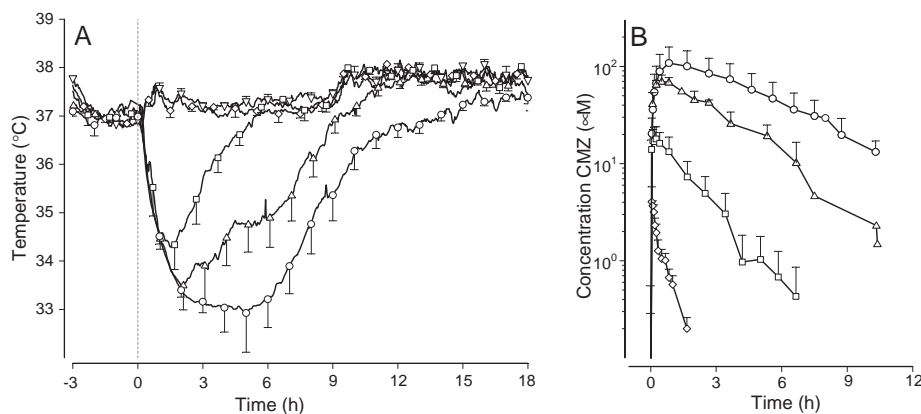 A
B
39
38
37
36
35
34
33
Temperature (°C)
-3 0 3 6 9 12 15 18
Time (h)
10²
10¹
10⁰
Concentration CMZ (∝M)
0 3 6 9 12
Time (h)